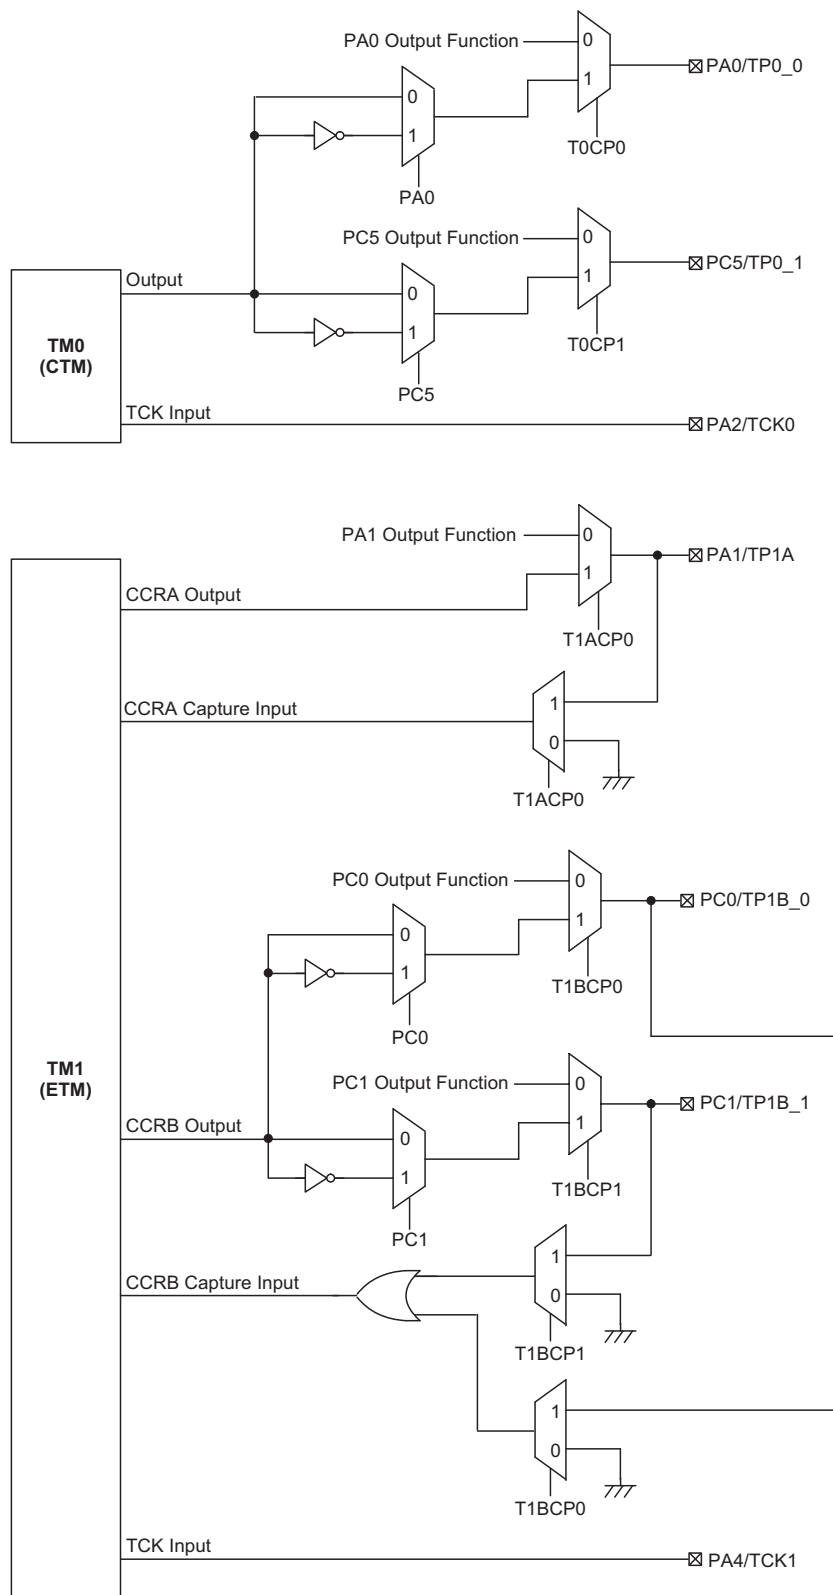 PA0 Output Function
0
1
PA0/TP0_0
T0CP0
0
1
PA0
PC5 Output Function
0
1
PC5/TP0_1
T0CP1
Output
0
1
PC5
TM0
(CTM)
TCK Input
PA2/TCK0
PA1 Output Function
0
1
PA1/TP1A
T1ACP0
CCRA Output
CCRA Capture Input
1
0
T1ACP0
PC0 Output Function
0
1
PC0/TP1B_0
T1BCP0
0
1
PC0
TM1
(ETM)
PC1 Output Function
0
1
PC1/TP1B_1
T1BCP1
CCRB Output
0
1
PC1
CCRB Capture Input
1
0
T1BCP1
1
0
T1BCP0
TCK Input
PA4/TCK1